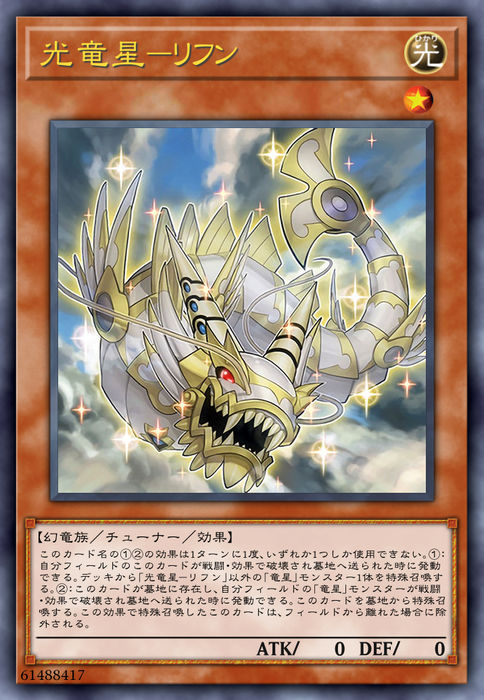 光竜星－リフン
ひかり
光
【幻竜族／チューナー／効果】
このカード名の①②の効果は1ターンに1度、いずれか1つしか使用できない。①：
自分フィールドのこのカードが戦闘・効果で破壊され墓地へ送られた時に発動
できる。デッキから「光竜星－リフン」以外の「竜星」モンスター1体を特殊召喚す
る。②：このカードが墓地に存在し、自分フィールドの「竜星」モンスターが戦闘
・効果で破壊され墓地へ送られた時に発動できる。このカードを墓地から特殊召
喚する。この効果で特殊召喚したこのカードは、フィールドから離れた場合に除
外される。
ATK/ 0 DEF/ 0
61488417